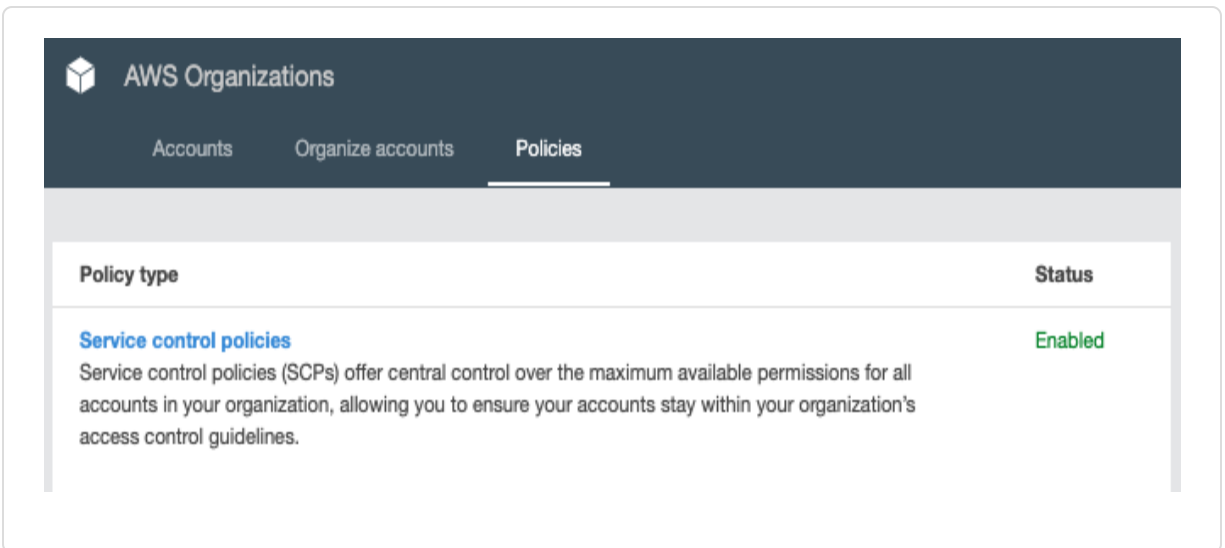 AWS Organizations
Accounts Organize accounts Policies
Policy type Status
Service control policies Enabled
Service control policies (SCPs) offer central control over the maximum available permissions for all
accounts in your organization, allowing you to ensure your accounts stay within your organization's
access control guidelines.